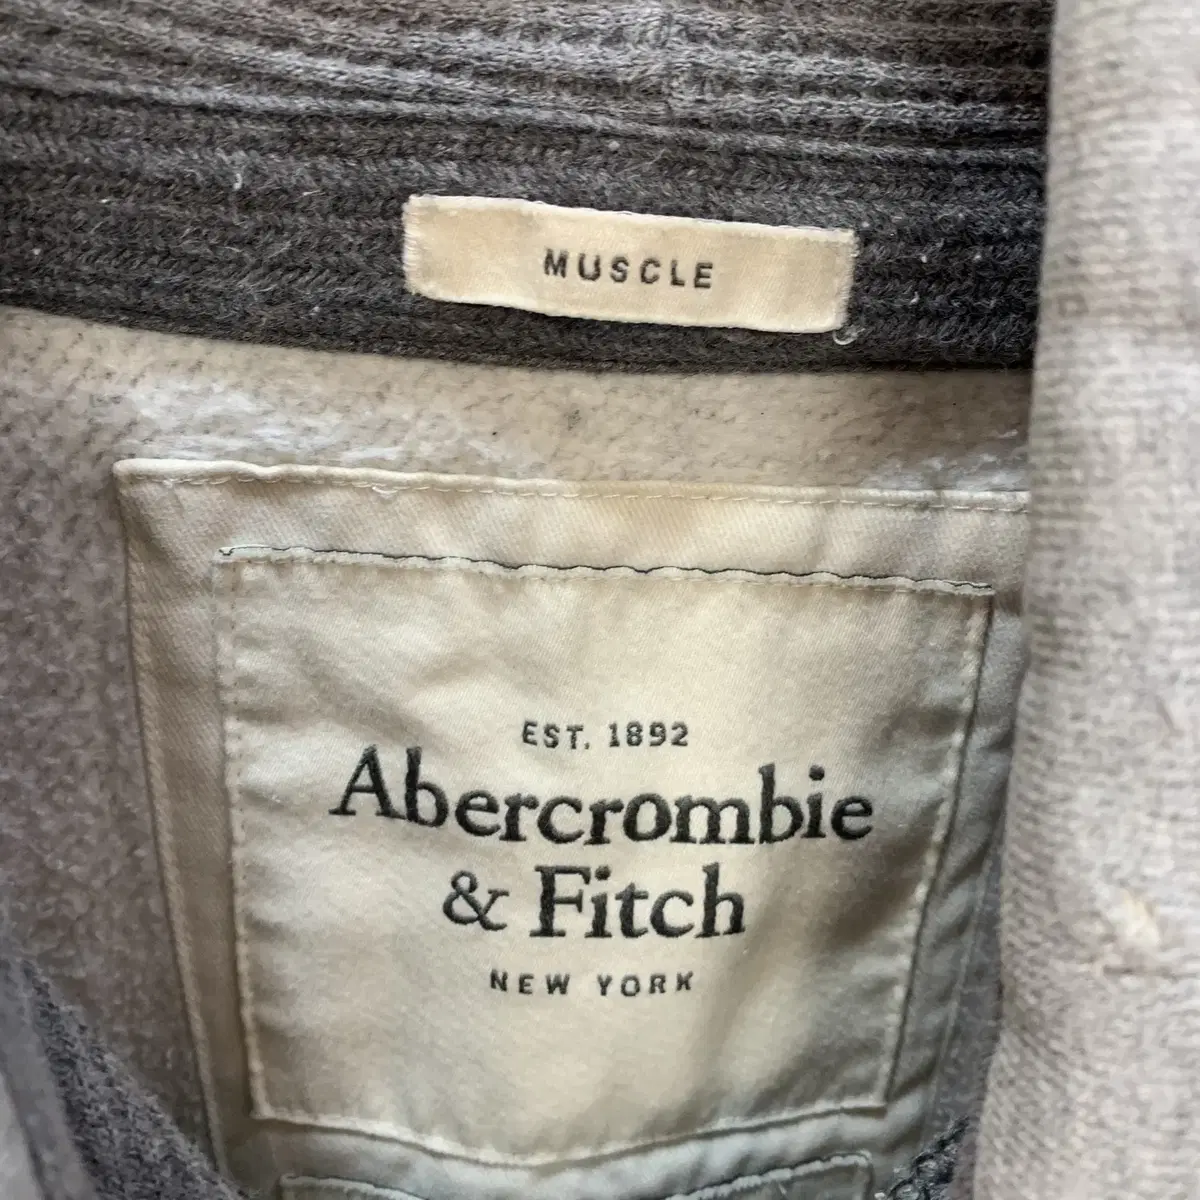 MUSCLE
EST. 1892
Abercrombie
& Fitch
NEW YORK